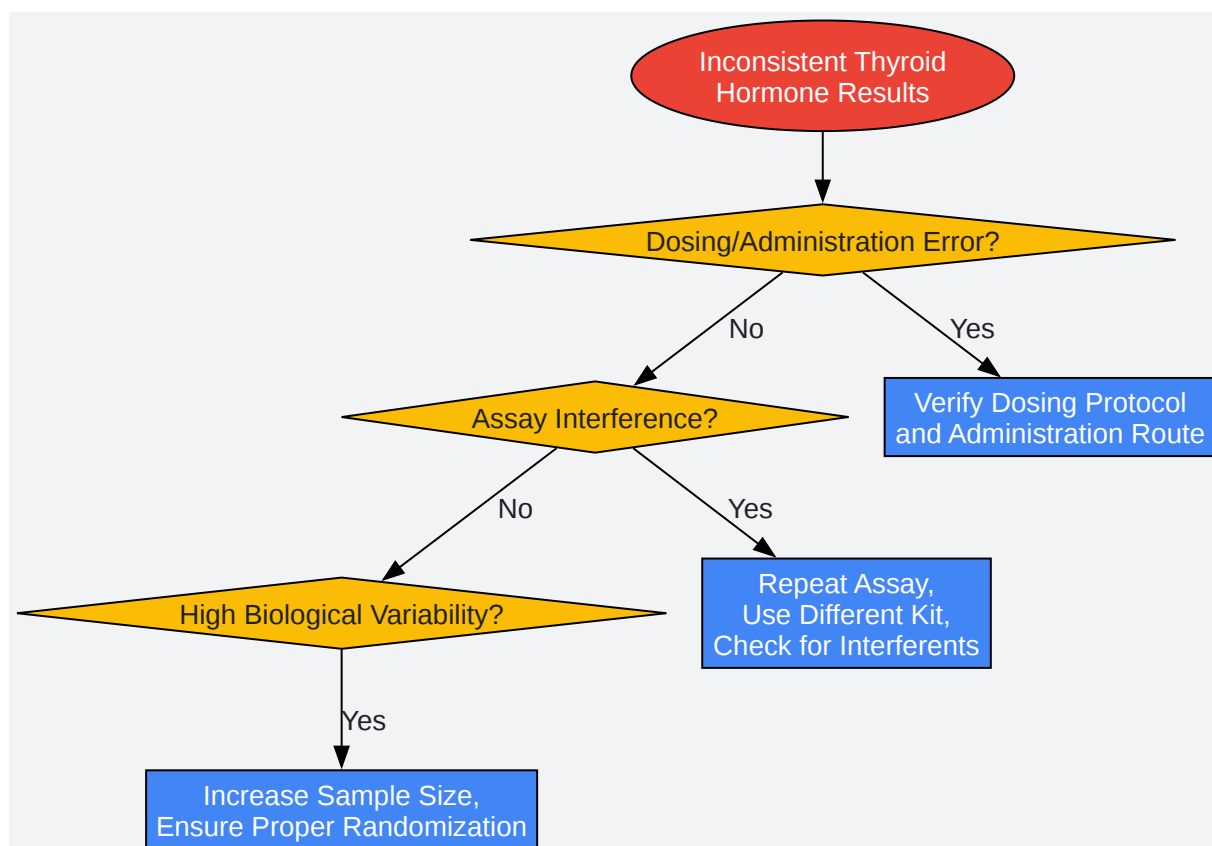 Inconsistent Thyroid
Hormone Results
Dosing/Administration Error?
No
Yes
Verify Dosing Protocol
and Administration Route
Assay Interference?
No
Yes
Repeat Assay,
Use Different Kit,
Check for Interferents
High Biological Variability?
Yes
Increase Sample Size,
Ensure Proper Randomization